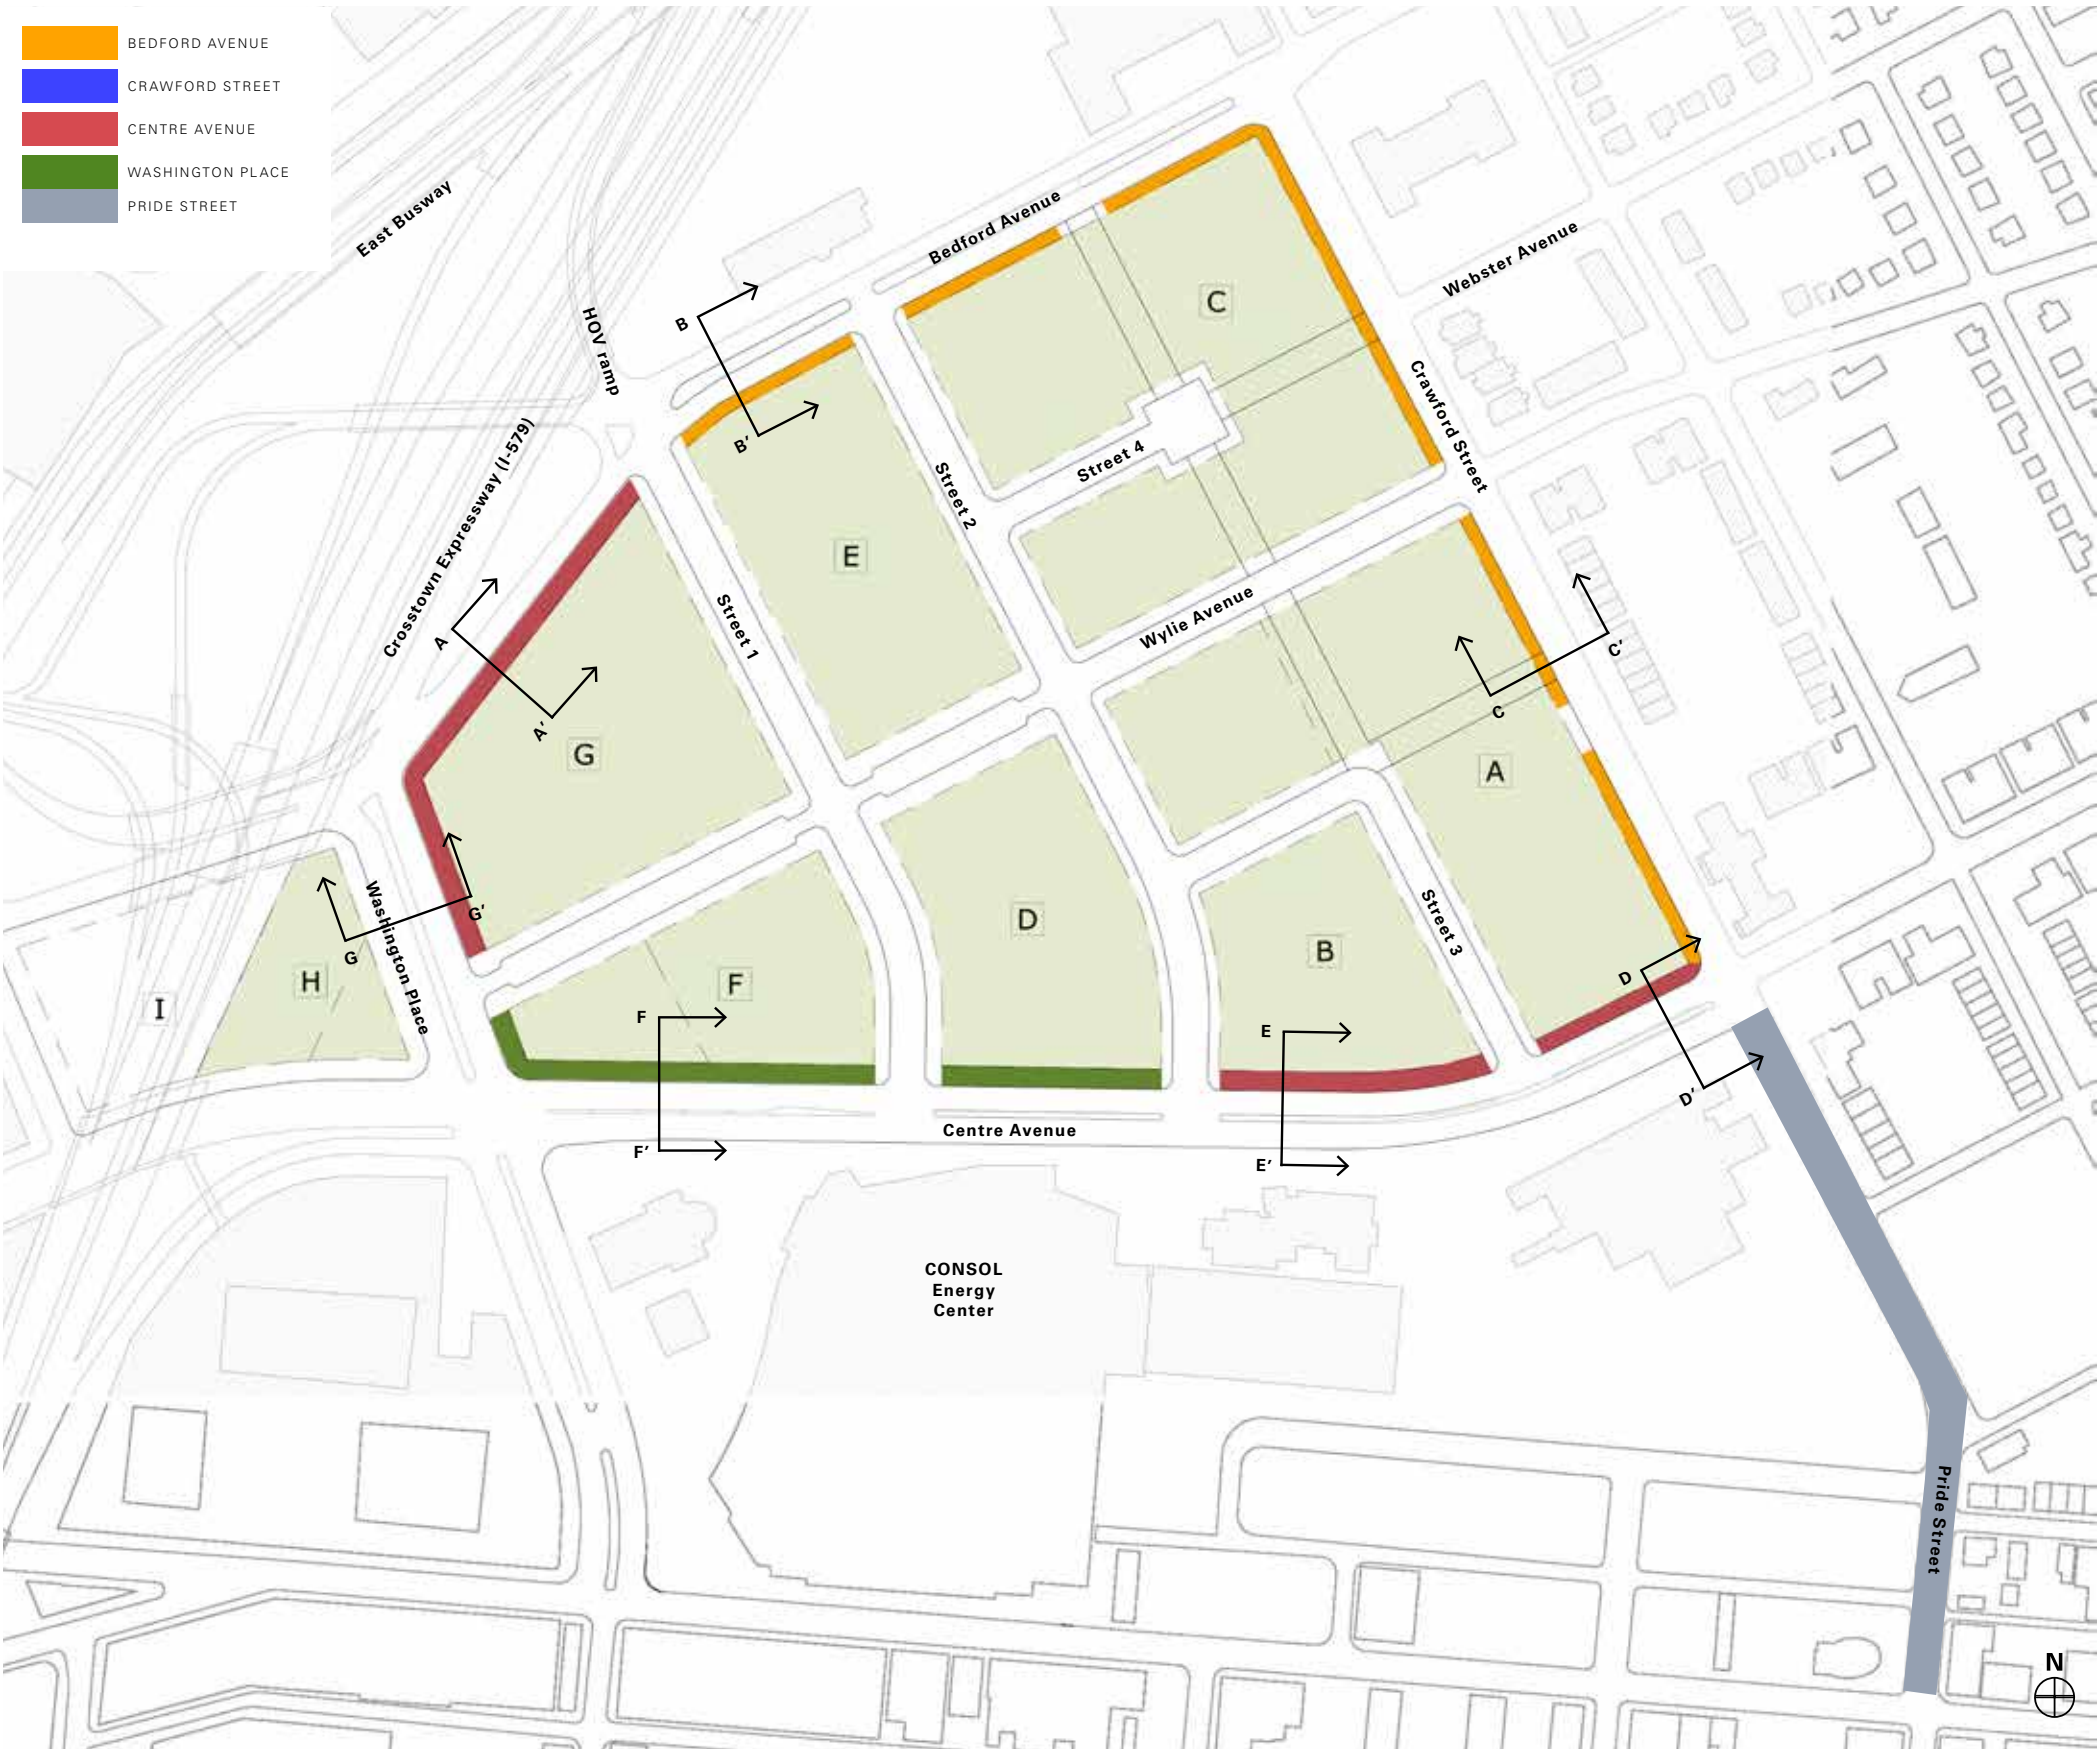 BEDFORD AVENUE
CRAWFORD STREET
CENTRE AVENUE
WASHINGTON PLACE
PRIDE STREET
East Busway
HOV ramp
Crosstown Expressway (I-579)
Bedford Avenue
Webster Avenue
Crawford Street
Street 4
Street 2
Street 1
Wylie Avenue
Street 3
Washington Place
Centre Avenue
Pride Street
CONSOL
Energy
Center
C
E
G
A
D
B
F
H
I
B
B'
A
A'
C
C'
G
G'
D
D'
F
F'
E
E'
N